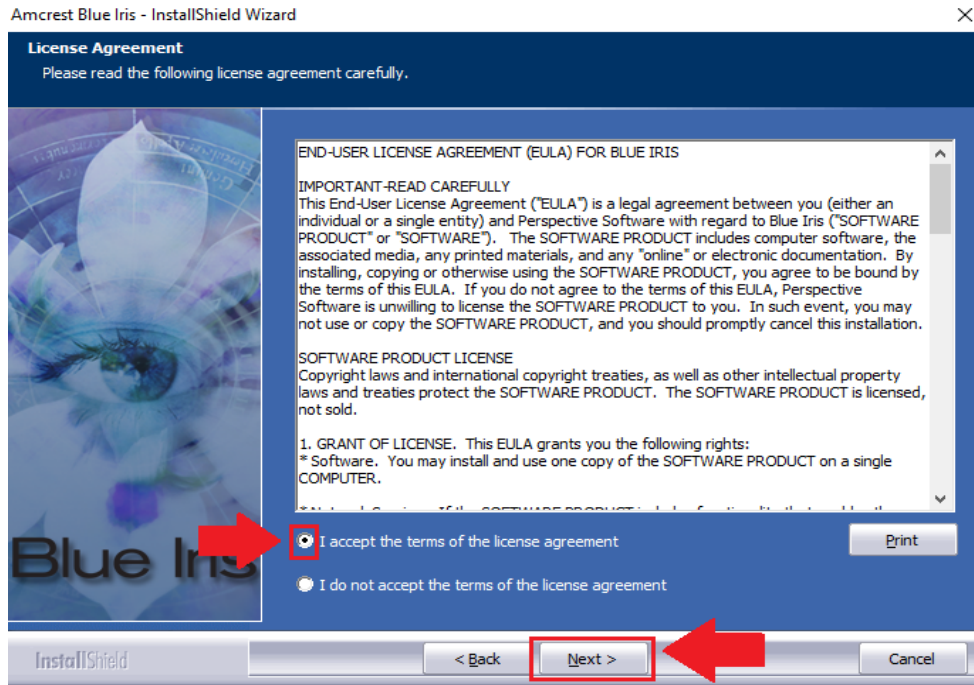 Amcrest Blue Iris - InstallShield Wizard
License Agreement
Please read the following license agreement carefully.
END-USER LICENSE AGREEMENT (EULA) FOR BLUE IRIS
IMPORTANT-READ CAREFULLY
This End-User License Agreement ("EULA") is a legal agreement between you (either an
individual or a single entity) and Perspective Software with regard to Blue Iris ("SOFTWARE
PRODUCT" or "SOFTWARE").   The SOFTWARE PRODUCT includes computer software, the
associated media, any printed materials, and any "online" or electronic documentation.  By
installing, copying or otherwise using the SOFTWARE PRODUCT, you agree to be bound by
the terms of this EULA.  If you do not agree to the terms of this EULA, Perspective
Software is unwilling to license the SOFTWARE PRODUCT to you.  In such event, you may
not use or copy the SOFTWARE PRODUCT, and you should promptly cancel this installation.
SOFTWARE PRODUCT LICENSE
Copyright laws and international copyright treaties, as well as other intellectual property
laws and treaties protect the SOFTWARE PRODUCT.  The SOFTWARE PRODUCT is licensed,
not sold.
1. GRANT OF LICENSE.  This EULA grants you the following rights:
* Software.  You may install and use one copy of the SOFTWARE PRODUCT on a single
COMPUTER.
I accept the terms of the license agreement
Print
Blue Iris
I do not accept the terms of the license agreement
InstallShield
< Back
Next >
Cancel